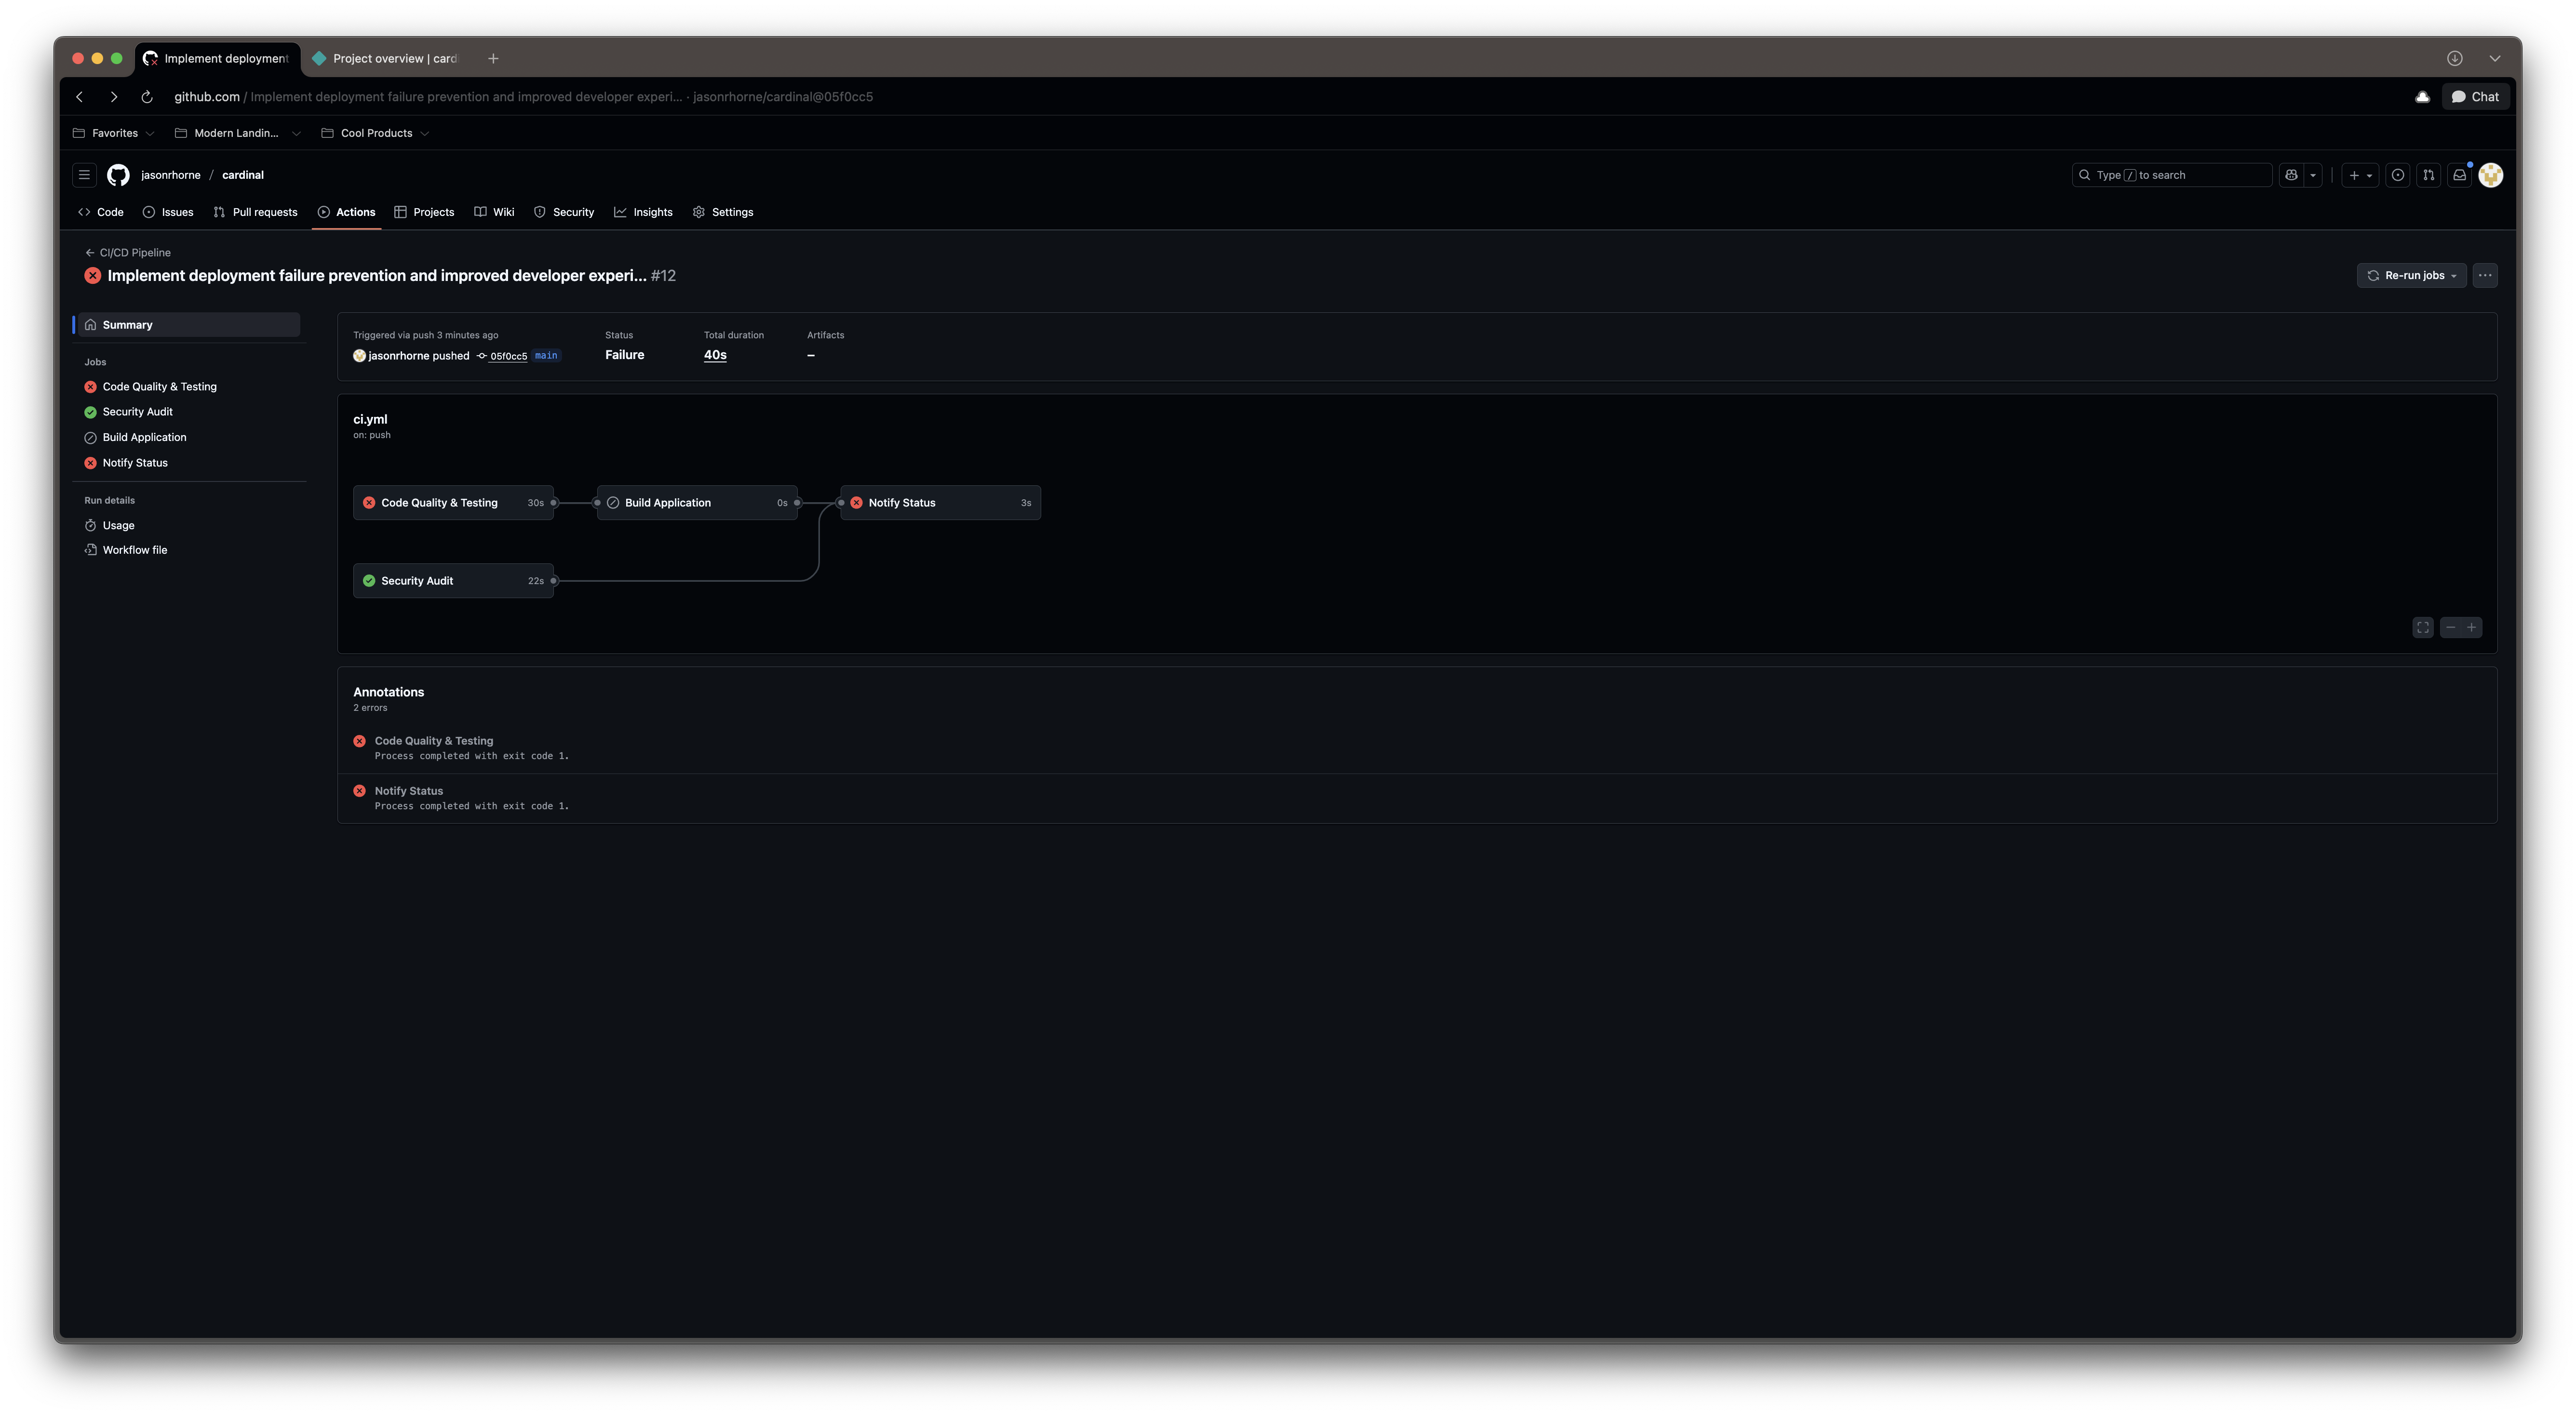 Implement deployment
Project overview | card
github.com / Implement deployment failure prevention and improved developer experi... · jasonrhorne/cardinal@05f0cc5
Chat
Favorites
Modern Landin...
Cool Products
jasonrhorne / cardinal
Type / to search
Code
Issues
Pull requests
Actions
Projects
Wiki
Security
Insights
Settings
CI/CD Pipeline
Implement deployment failure prevention and improved developer experi... #12
Re-run jobs
Summary
Jobs
Code Quality & Testing
Security Audit
Build Application
Notify Status
Run details
Usage
Workflow file
Triggered via push 3 minutes ago
jasonrhorne pushed 05f0cc5 main
Status
Failure
Total duration
40s
Artifacts
–
ci.yml
on: push
Code Quality & Testing 30s
Build Application 0s
Notify Status 3s
Security Audit 22s
Annotations
2 errors
Code Quality & Testing
Process completed with exit code 1.
Notify Status
Process completed with exit code 1.